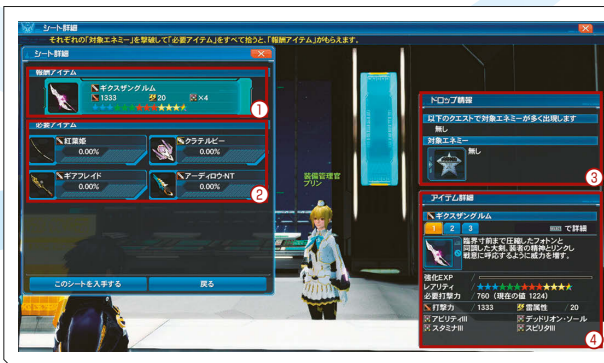 シート詳細
それぞれの「対象エネミー」を撃破して「必要アイテム」をすべて拾うと、「報酬アイテム」がもらえます。
シート詳細
報酬アイテム
ギクスザングルム
1333 20 ×4
①
必要アイテム
紅葉姫
0.00%
クラテルビー
0.00%
ギアフレイド
0.00%
アーディロウ・NT
0.00%
②
このシートを入手する
戻る
装備管理官
プリン
ドロップ情報
以下のクエストで対象エネミーが多く出現します
無し
対象エネミー
無し
③
アイテム詳細
ギクスザングルム
1 2 3
で詳細
臨界寸前まで圧縮したフォトンと
同調した大剣。装者の精神とリンクし
戦意に呼応するように威力を増す。
強化EXP
レアリティ
必要打撃力 760 (現在の値 1224)
打撃力 / 1333 雷属性 / 20
アビリティIII デッドリオン・ソール
スタミナIII スピリタIII
④